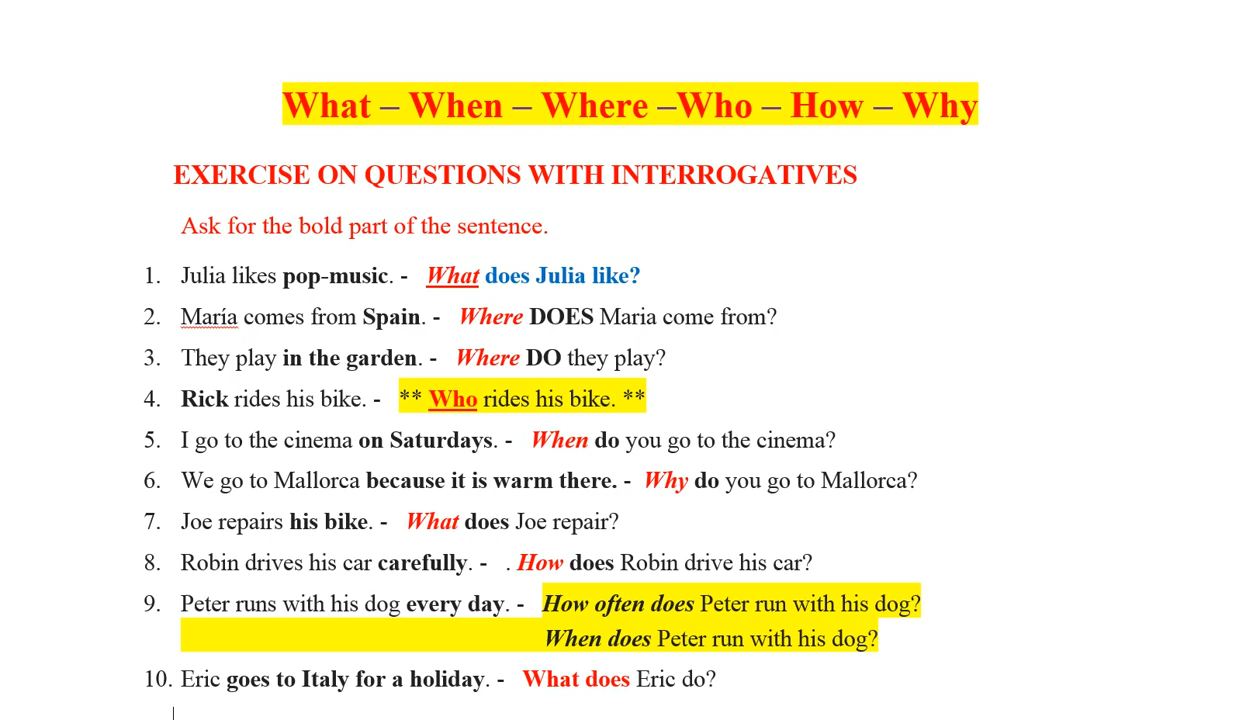 What – When – Where –Who – How – Why
EXERCISE ON QUESTIONS WITH INTERROGATIVES
Ask for the bold part of the sentence.
1. Julia likes pop-music. - What does Julia like?
2. María comes from Spain. - Where DOES Maria come from?
3. They play in the garden. - Where DO they play?
4. Rick rides his bike. - ** Who rides his bike. **
5. I go to the cinema on Saturdays. - When do you go to the cinema?
6. We go to Mallorca because it is warm there. - Why do you go to Mallorca?
7. Joe repairs his bike. - What does Joe repair?
8. Robin drives his car carefully. - . How does Robin drive his car?
9. Peter runs with his dog every day. - How often does Peter run with his dog?
When does Peter run with his dog?
10. Eric goes to Italy for a holiday. - What does Eric do?